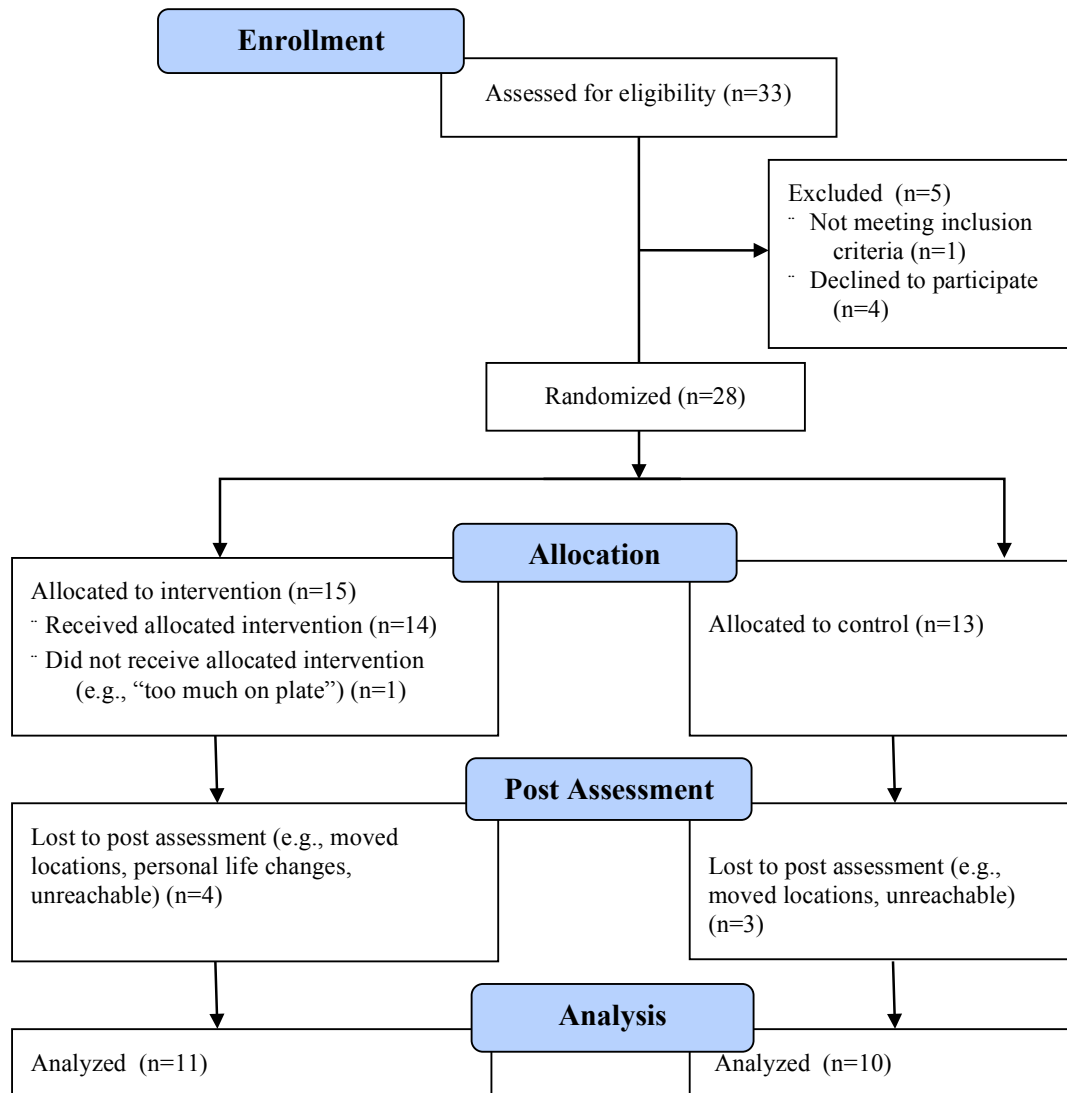 Enrollment
Assessed for eligibility (n=33)
Excluded  (n=5)
¨ Not meeting inclusion
criteria (n=1)
¨ Declined to participate
(n=4)
Randomized (n=28)
Allocation
Allocated to intervention (n=15)
¨ Received allocated intervention (n=14)
¨ Did not receive allocated intervention
(e.g., “too much on plate”) (n=1)
Allocated to control (n=13)
Post Assessment
Lost to post assessment (e.g., moved
locations, personal life changes,
unreachable) (n=4)
Lost to post assessment (e.g.,
moved locations, unreachable)
(n=3)
Analysis
Analyzed  (n=11)
Analyzed  (n=10)